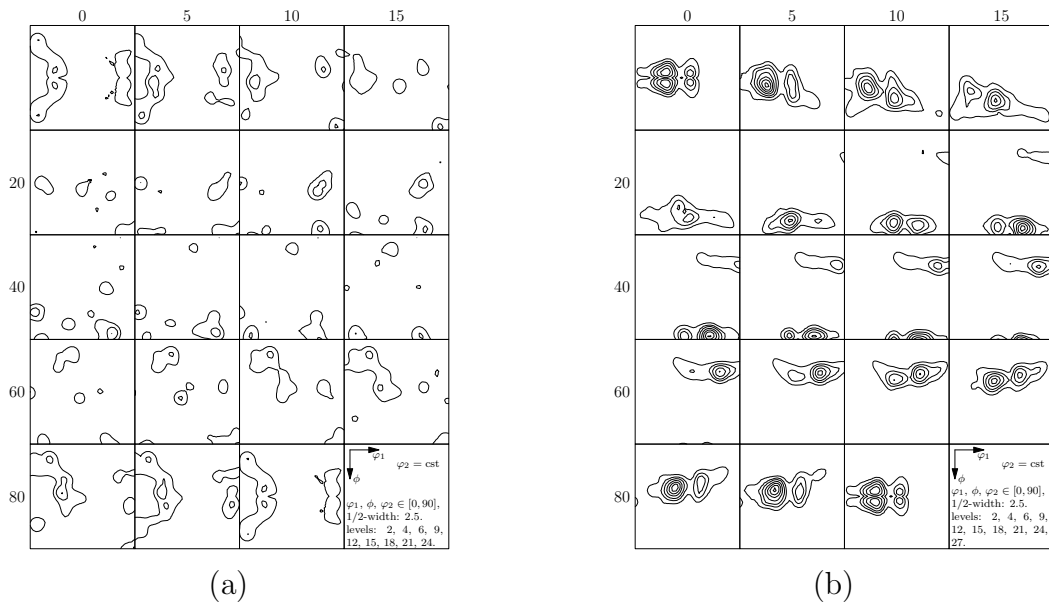 0 5 10 15
0 5 10 15
20
20
40
40
60
60
80
80
φ₁
φ₂ = cst
ϕ
φ₁, ϕ, φ₂ ∈ [0, 90],
1/2-width: 2.5.
levels: 2, 4, 6, 9,
12, 15, 18, 21, 24.
φ₁
φ₂ = cst
ϕ
φ₁, ϕ, φ₂ ∈ [0, 90],
1/2-width: 2.5.
levels: 2, 4, 6, 9,
12, 15, 18, 21, 24,
27.
(a)
(b)